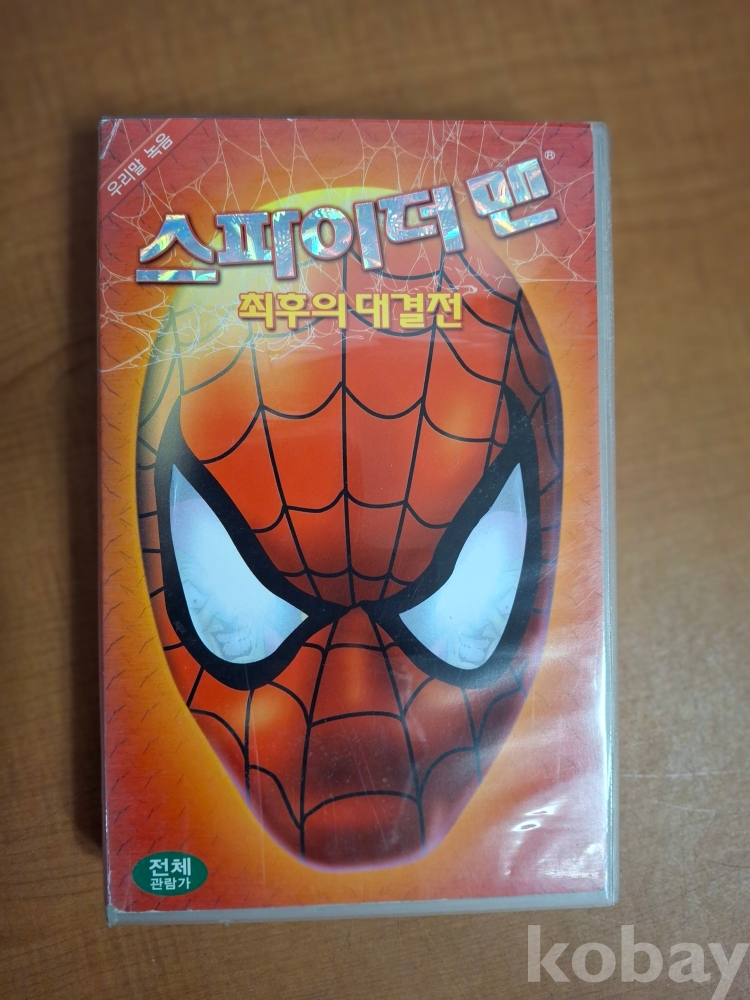 우리말 녹음
스파이더 맨®
최후의 대결전
전체
관람가
kobay